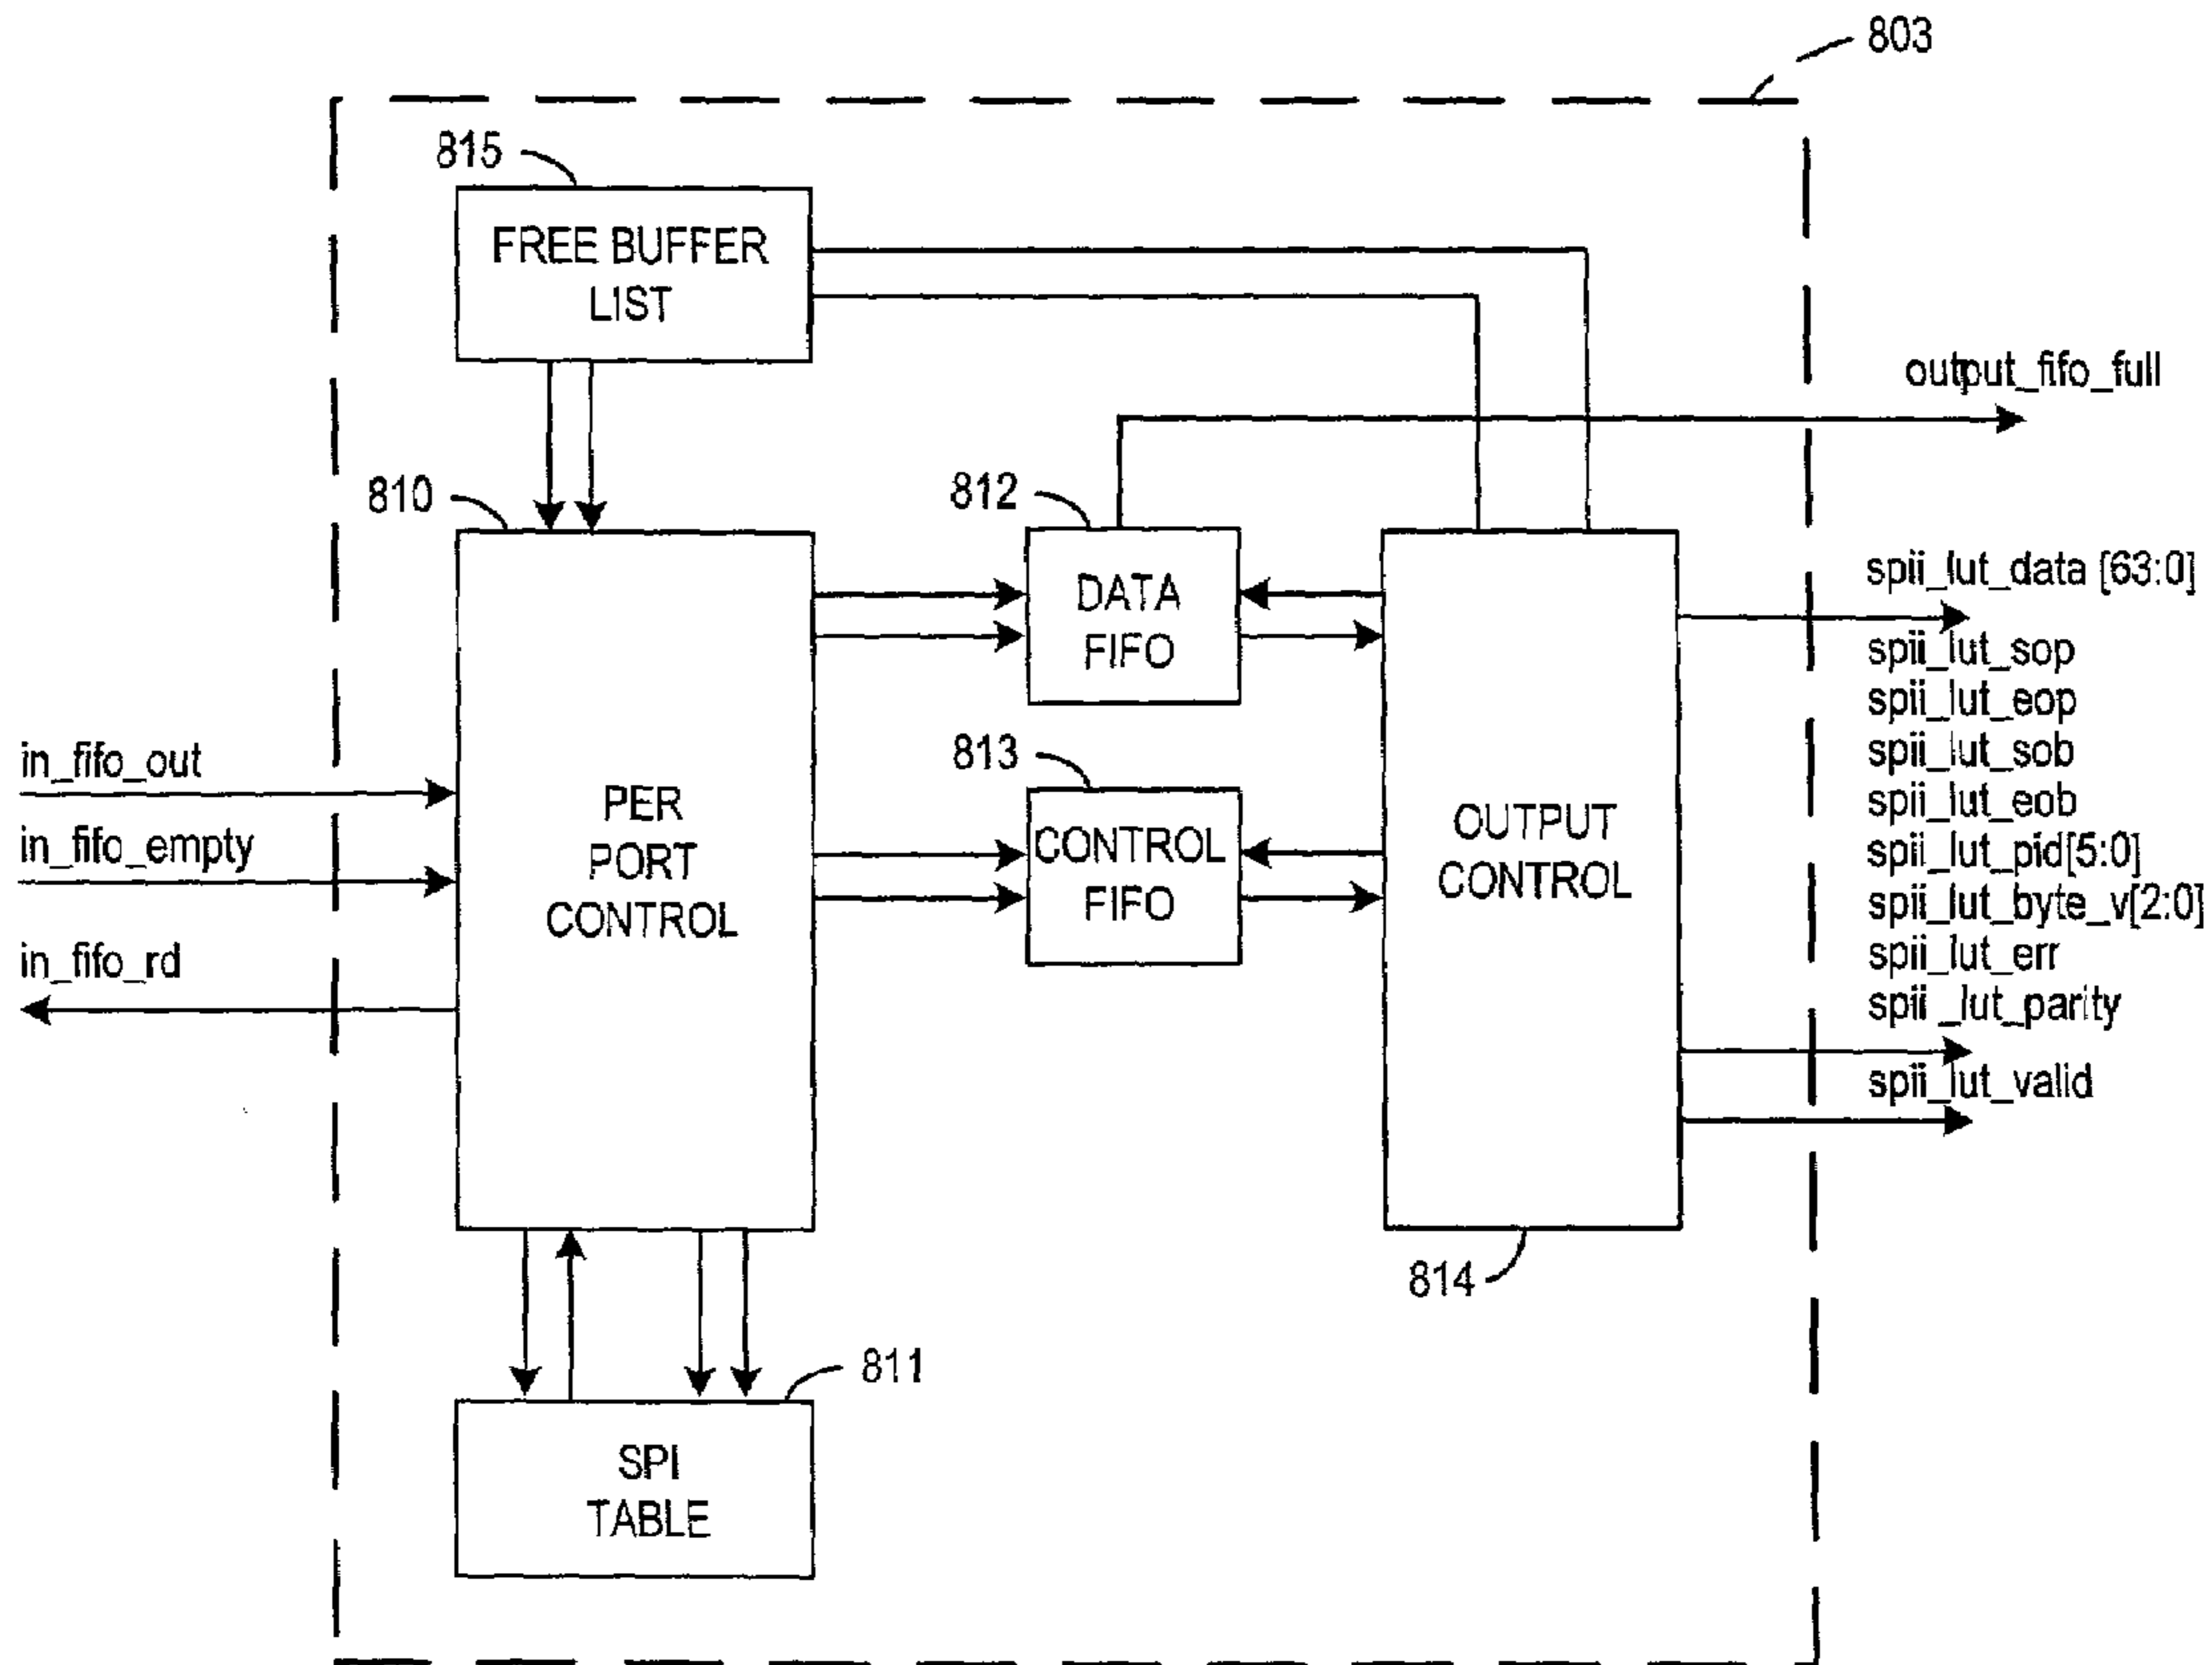 803
815
FREE BUFFER
LIST
output_fifo_full
810
812
DATA
FIFO
spii_lut_data [63:0]
spii_lut_sop
spii_lut_eop
spii_lut_sob
spii_lut_eob
spii_lut_pid[5:0]
spii_lut_byte_v[2:0]
spii_lut_err
spii _lut_parity
spii_lut_valid
in_fifo_out
in_fifo_empty
in_fifo_rd
PER
PORT
CONTROL
813
CONTROL
FIFO
OUTPUT
CONTROL
814
811
SPI
TABLE